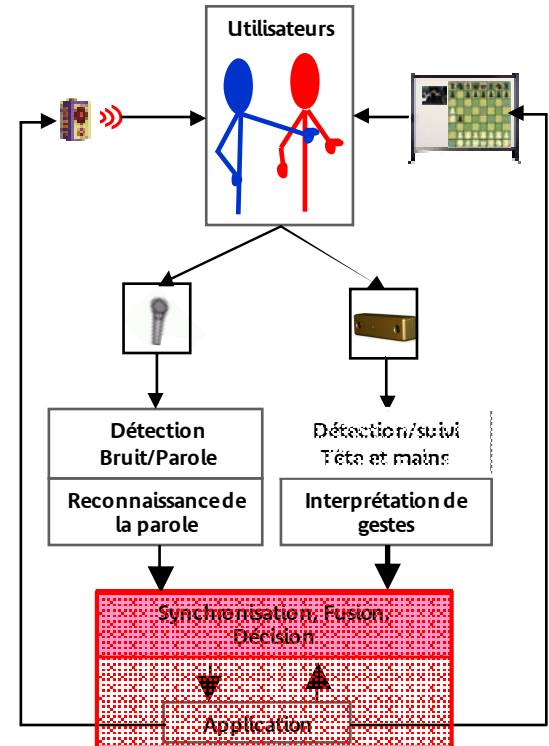 Utilisateurs
Détection
Bruit/Parole
Détection/suivi
Tête et mains
Reconnaissance de
la parole
Interprétation de
gestes
Synchronisation, Fusion,
Décision
Application